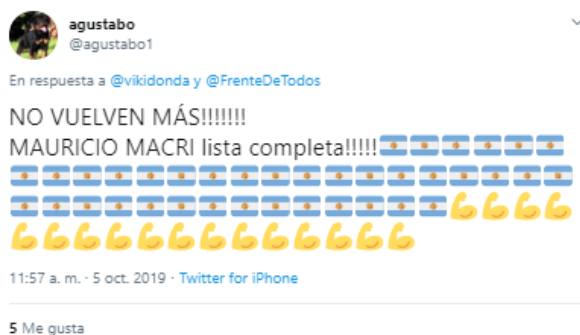 agustabo
@agustabo1
En respuesta a @vikidonda y @FrenteDeTodos
NO VUELVEN MÁS!!!!!!!
MAURICIO MACRI lista completa!!!!!🇦🇷🇦🇷🇦🇷🇦🇷🇦🇷🇦🇷
🇦🇷🇦🇷🇦🇷🇦🇷🇦🇷🇦🇷🇦🇷🇦🇷🇦🇷🇦🇷🇦🇷🇦🇷🇦🇷🇦🇷🇦🇷🇦🇷🇦🇷🇦🇷
🇦🇷🇦🇷🇦🇷🇦🇷🇦🇷🇦🇷🇦🇷🇦🇷🇦🇷🇦🇷🇦🇷🇦🇷🇦🇷🇦🇷💪💪💪💪
💪💪💪💪💪💪💪💪💪💪💪💪💪
11:57 a. m. · 5 oct. 2019 · Twitter for iPhone
5 Me gusta